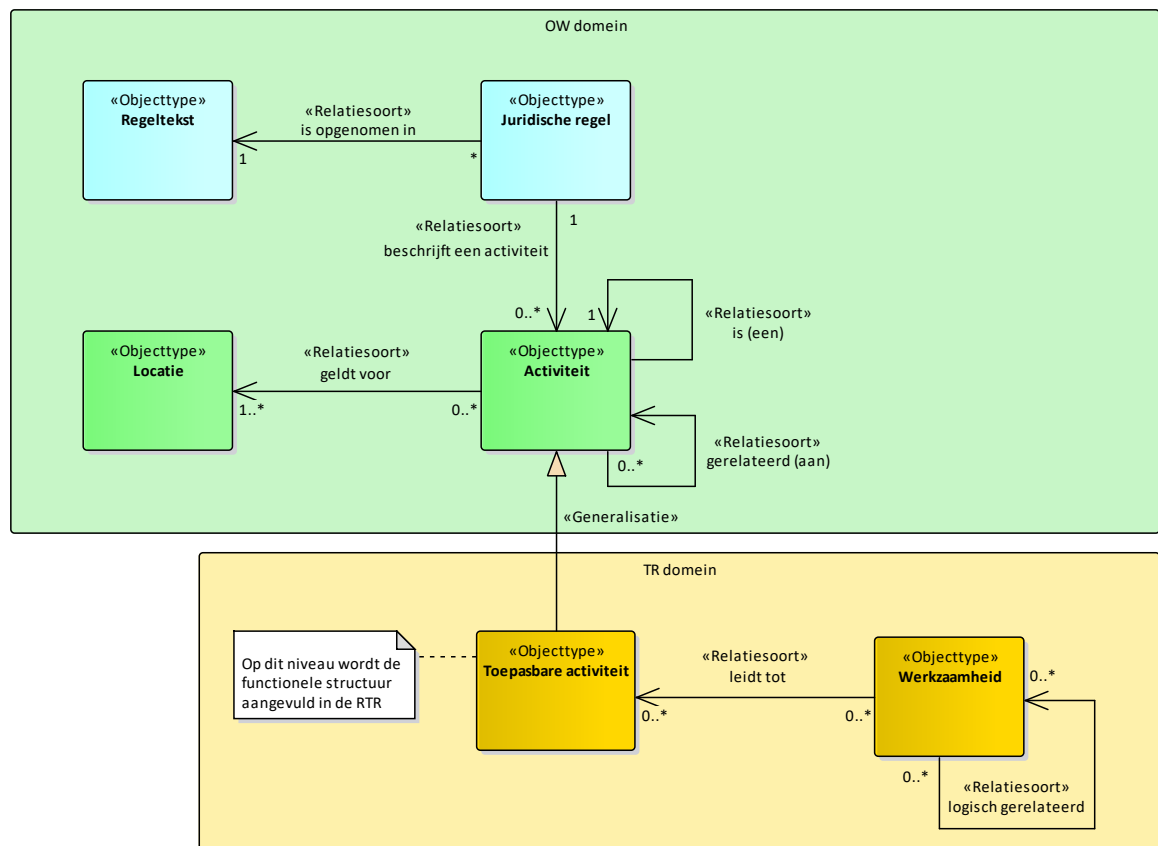 OW domein
«Objecttype»
Regeltekst
«Relatiesoort»
is opgenomen in
1
*
«Objecttype»
Juridische regel
«Relatiesoort»
beschrijft een activiteit
1
0..*
1
«Relatiesoort»
is (een)
«Objecttype»
Locatie
«Relatiesoort»
geldt voor
1..*
0..*
«Objecttype»
Activiteit
«Relatiesoort»
gerelateerd (aan)
0..*
«Generalisatie»
TR domein
Op dit niveau wordt de
functionele structuur
aangevuld in de RTR
«Objecttype»
Toepasbare activiteit
«Relatiesoort»
leidt tot
0..*
0..*
«Objecttype»
Werkzaamheid
0..*
0..*
«Relatiesoort»
logisch gerelateerd